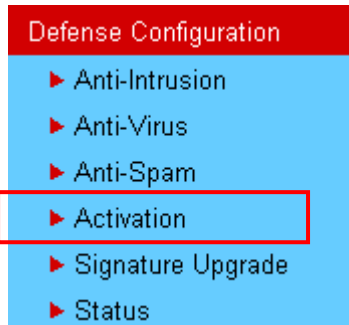 Defense Configuration
Anti-Intrusion
Anti-Virus
Anti-Spam
Activation
Signature Upgrade
Status